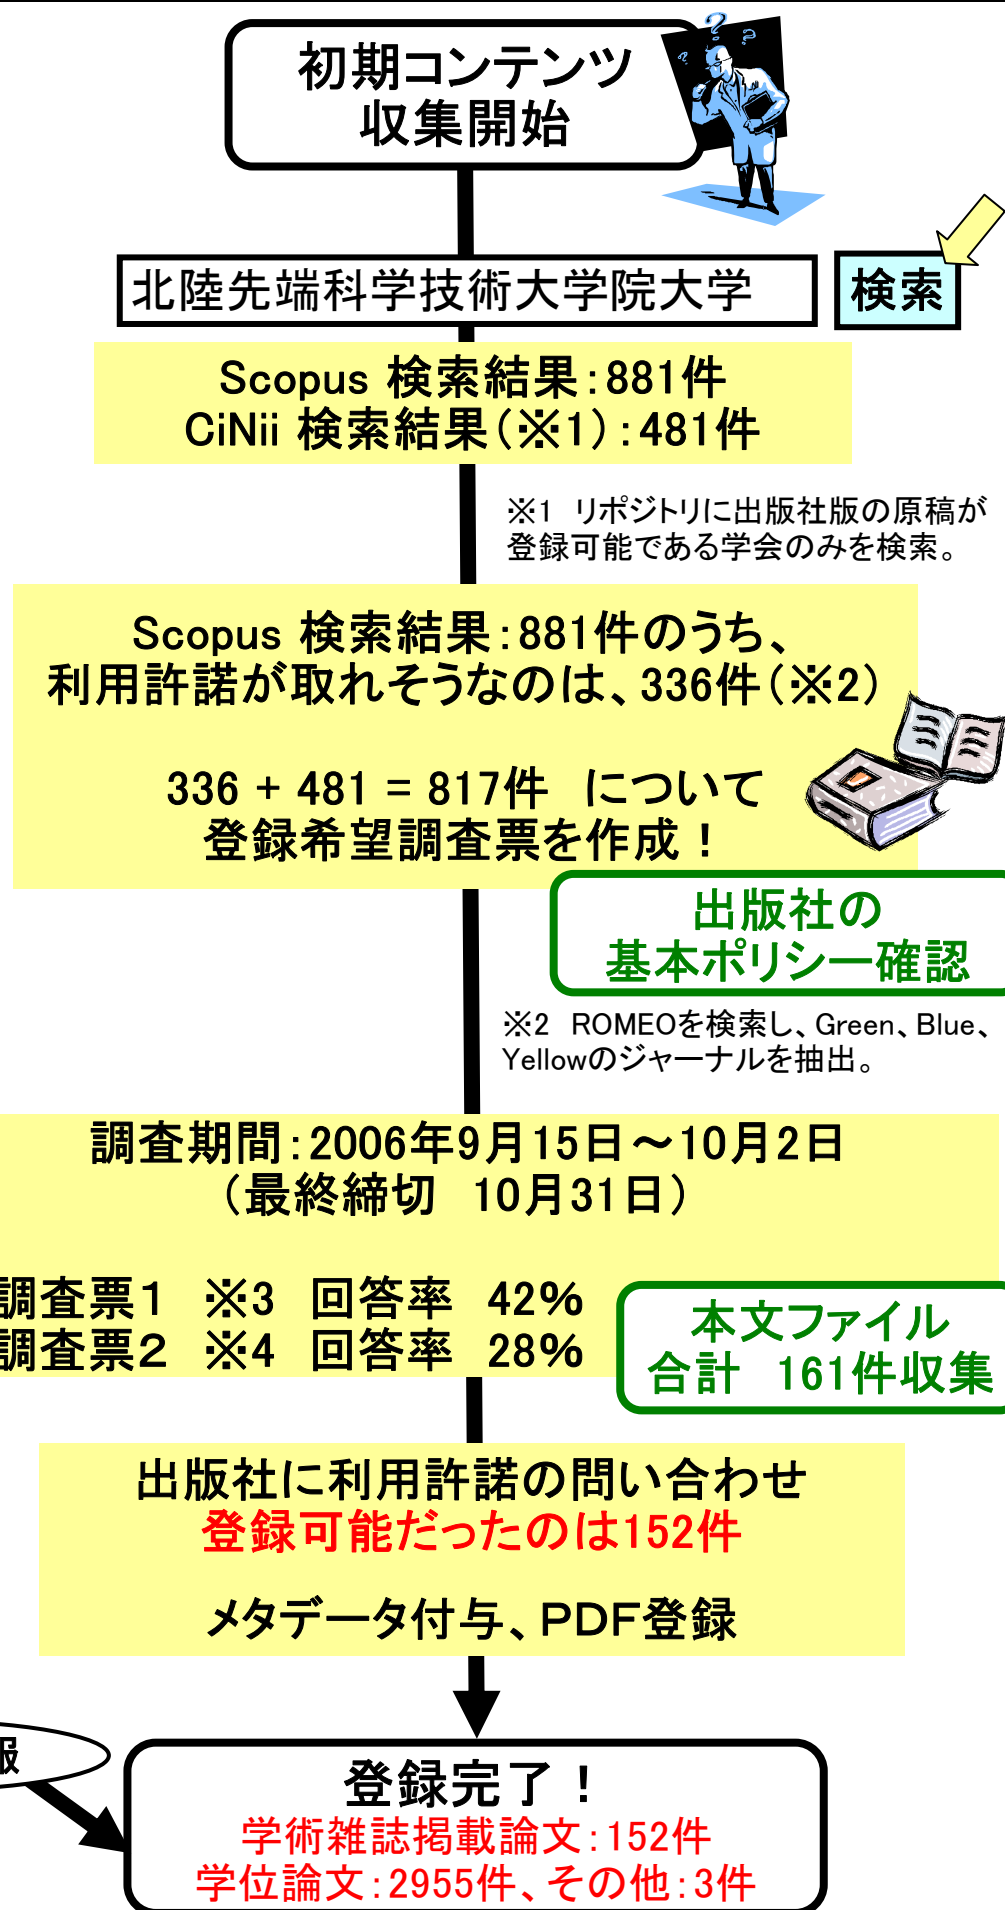 初期コンテンツ
収集開始
北陸先端科学技術大学院大学
検索
Scopus 検索結果:881件
CiNii 検索結果(※1):481件
※1 リポジトリに出版社版の原稿が
登録可能である学会のみを検索。
Scopus 検索結果:881件のうち、
利用許諾が取れそうなのは、336件(※2)
336 + 481 = 817件 について
登録希望調査票を作成!
出版社の
基本ポリシー確認
※2 ROMEOを検索し、Green、Blue、
Yellowのジャーナルを抽出。
調査期間:2006年9月15日~10月2日
(最終締切 10月31日)
調査票1 ※3 回答率 42%
調査票2 ※4 回答率 28%
本文ファイル
合計 161件収集
出版社に利用許諾の問い合わせ
登録可能だったのは152件
メタデータ付与、PDF登録
報
登録完了!
学術雑誌掲載論文:152件
学位論文:2955件、その他:3件